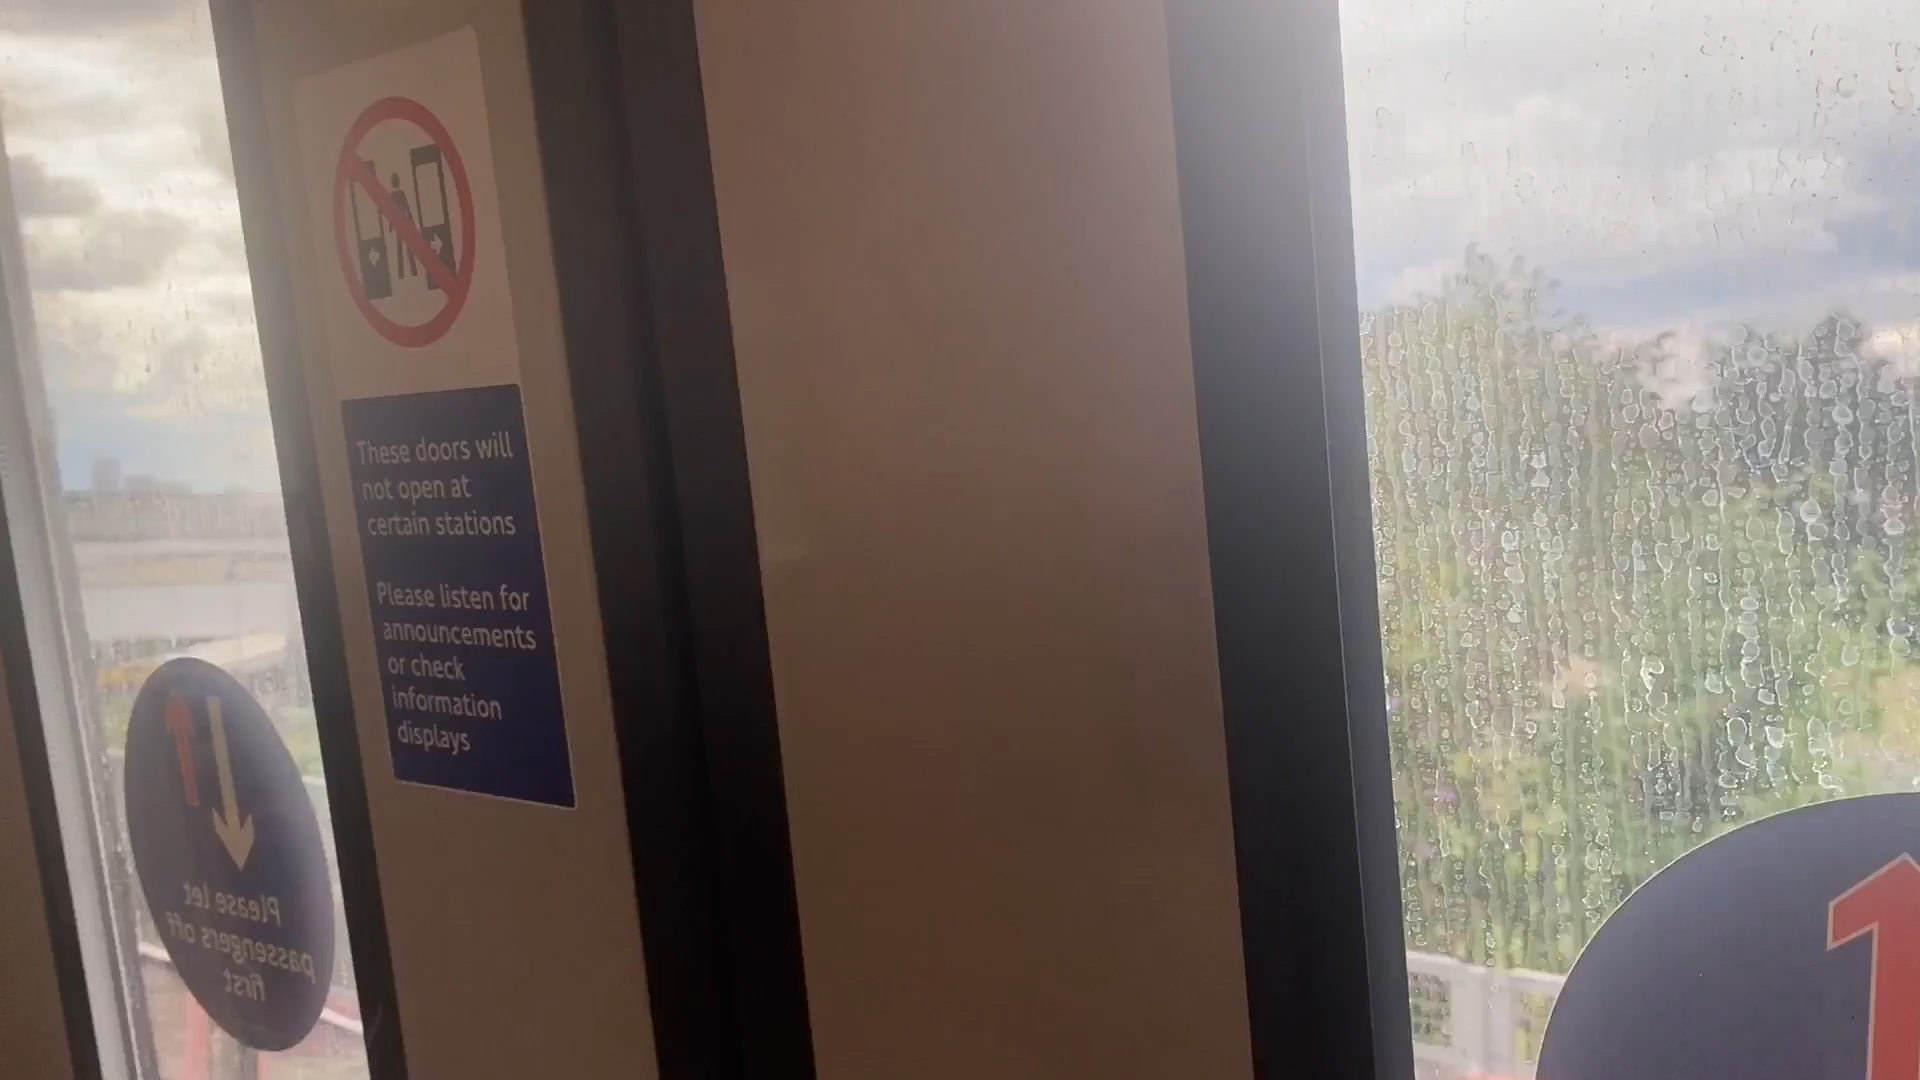 These doors will
not open at
certain stations
Please listen for
announcements
or check
information
displays
Please let
passengers off
first